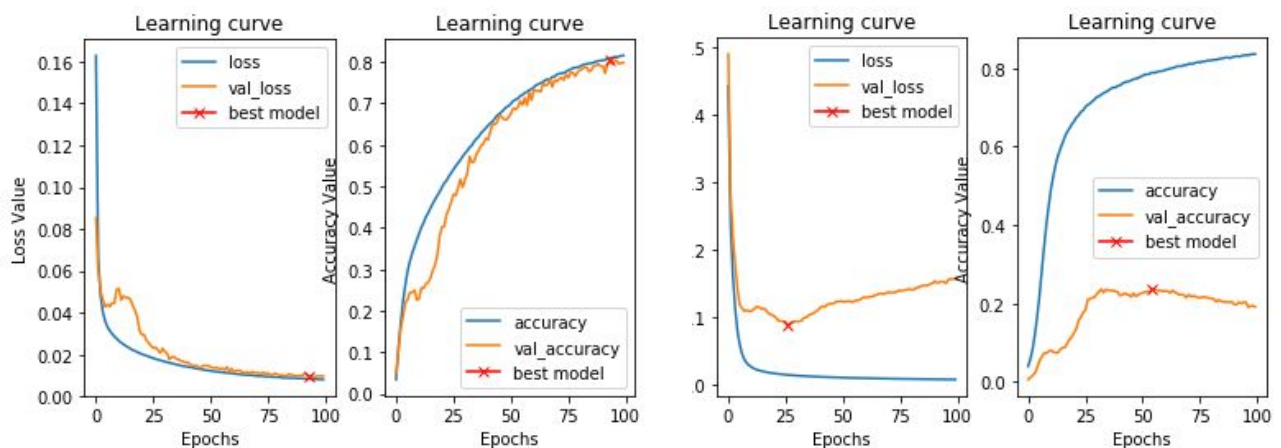 Learning curve
Loss Value
0.16
0.14
0.12
0.10
0.08
0.06
0.04
0.02
0.00
loss
val_loss
best model
0 25 50 75 100
Epochs
Learning curve
Accuracy Value
0.8
0.7
0.6
0.5
0.4
0.3
0.2
0.1
0.0
accuracy
val_accuracy
best model
0 25 50 75 100
Epochs
Learning curve
.5
.4
.3
.2
.1
.0
loss
val_loss
best model
0 25 50 75 100
Epochs
Learning curve
Accuracy Value
0.8
0.6
0.4
0.2
0.0
accuracy
val_accuracy
best model
0 25 50 75 100
Epochs